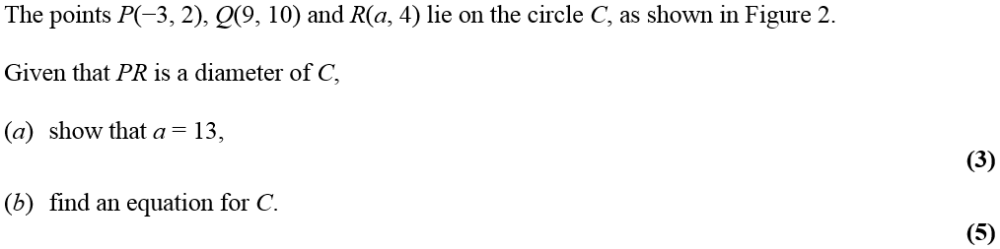 The points P(−3, 2), Q(9, 10) and R(a, 4) lie on the circle C, as shown in Figure 2.
Given that PR is a diameter of C,
(a) show that a = 13,
(3)
(b) find an equation for C.
(5)